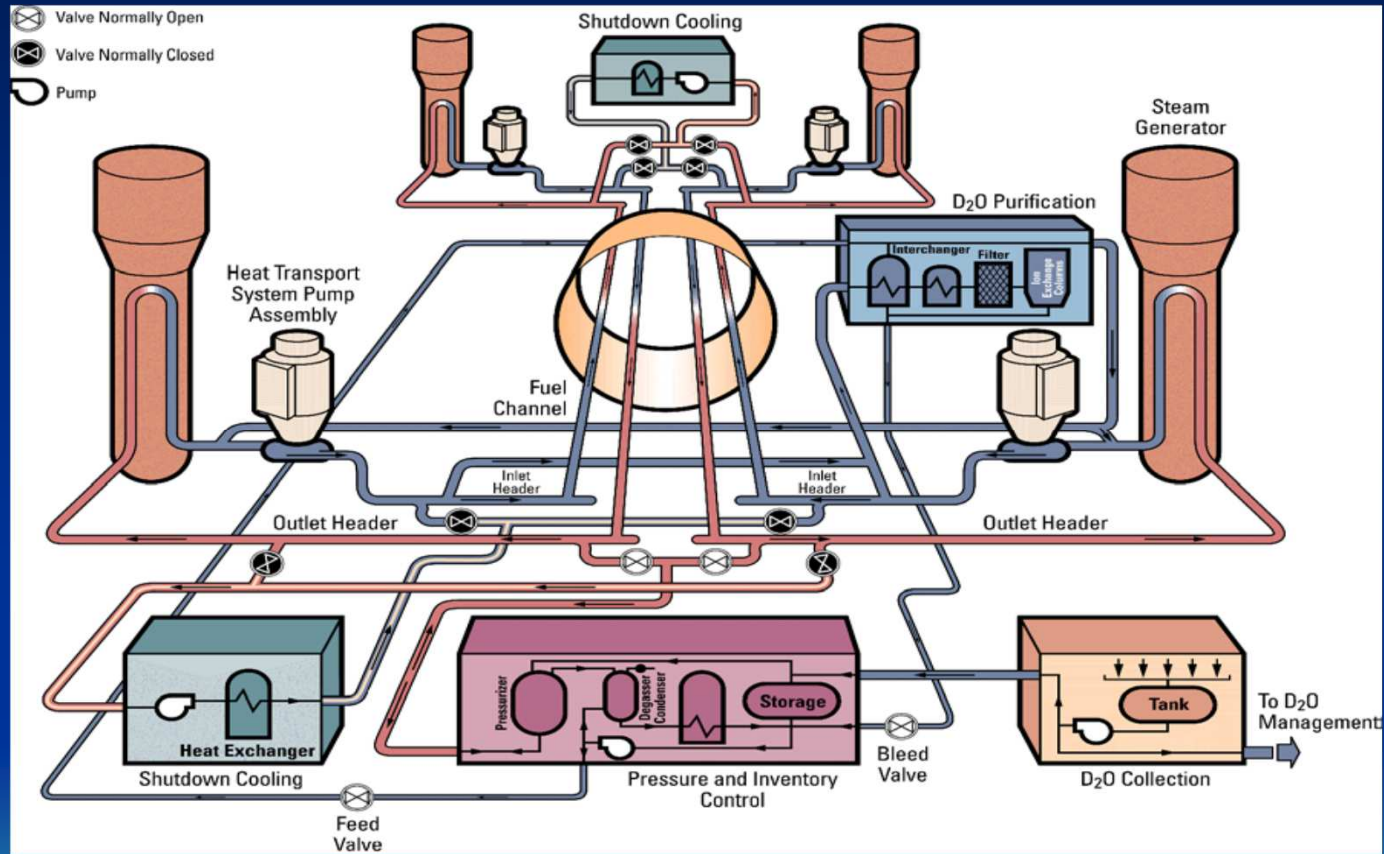 Valve Normally Open
Valve Normally Closed
Pump
Shutdown Cooling
Steam
Generator
D₂O Purification
Interchanger
Filter
Ion
Exchange
Columns
Heat Transport
System Pump
Assembly
Fuel
Channel
Inlet
Header
Inlet
Header
Outlet Header
Outlet Header
Pressurizer
Degasser
Condenser
Storage
Tank
To D₂O
Management
Heat Exchanger
Shutdown Cooling
Pressure and Inventory
Control
Bleed
Valve
D₂O Collection
Feed
Valve